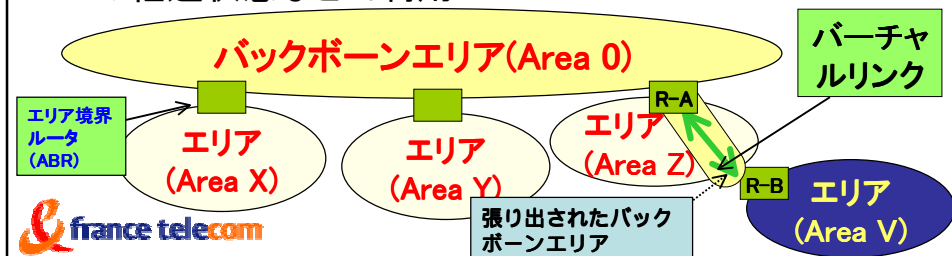 バックボーンエリア(Area 0)
バーチャ
ルリンク
エリア境界
ルータ
(ABR)
R-A
エリア
(Area X)
エリア
(Area Y)
エリア
(Area Z)
R-B
エリア
(Area V)
張り出されたバック
ボーンエリア
france telecom